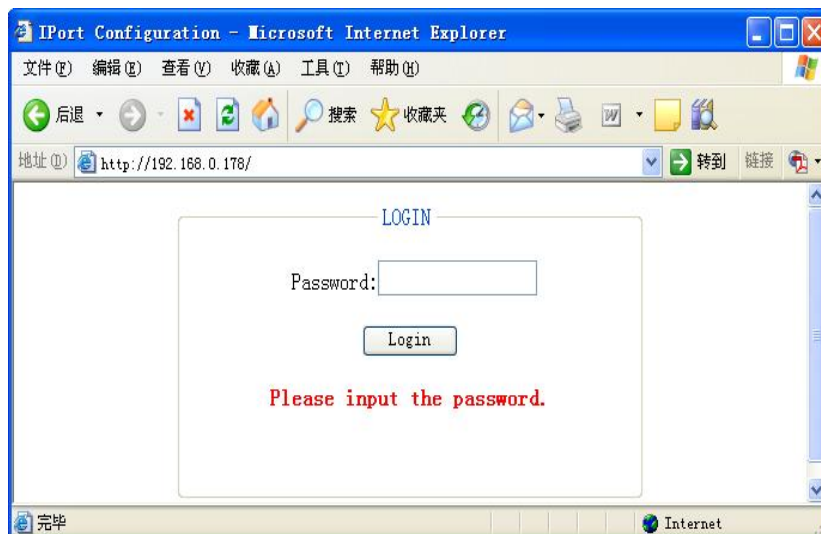 IPort Configuration - Microsoft Internet Explorer
文件(F) 编辑(E) 查看(V) 收藏(A) 工具(T) 帮助(H)
后退 搜索 收藏夹
地址(D) http://192.168.0.178/ 转到 链接
LOGIN
Password:
Login
Please input the password.
完毕 Internet